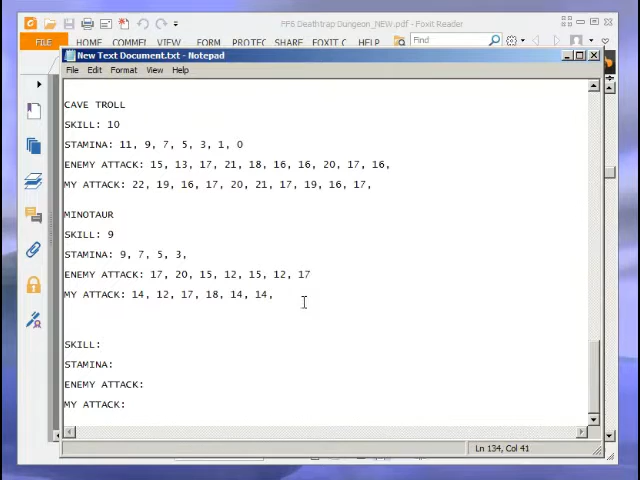 FF6 Deathtrap Dungeon_NEW.pdf - Foxit Reader
FILE HOME COMMEI VIEW FORM PROTEC SHARE FOXIT C HELP Find
New Text Document.txt - Notepad
File Edit Format View Help
CAVE TROLL
SKILL: 10
STAMINA: 11, 9, 7, 5, 3, 1, 0
ENEMY ATTACK: 15, 13, 17, 21, 18, 16, 16, 20, 17, 16,
MY ATTACK: 22, 19, 16, 17, 20, 21, 17, 19, 16, 17,
MINOTAUR
SKILL: 9
STAMINA: 9, 7, 5, 3,
ENEMY ATTACK: 17, 20, 15, 12, 15, 12, 17
MY ATTACK: 14, 12, 17, 18, 14, 14,
SKILL:
STAMINA:
ENEMY ATTACK:
MY ATTACK:
Ln 134, Col 41